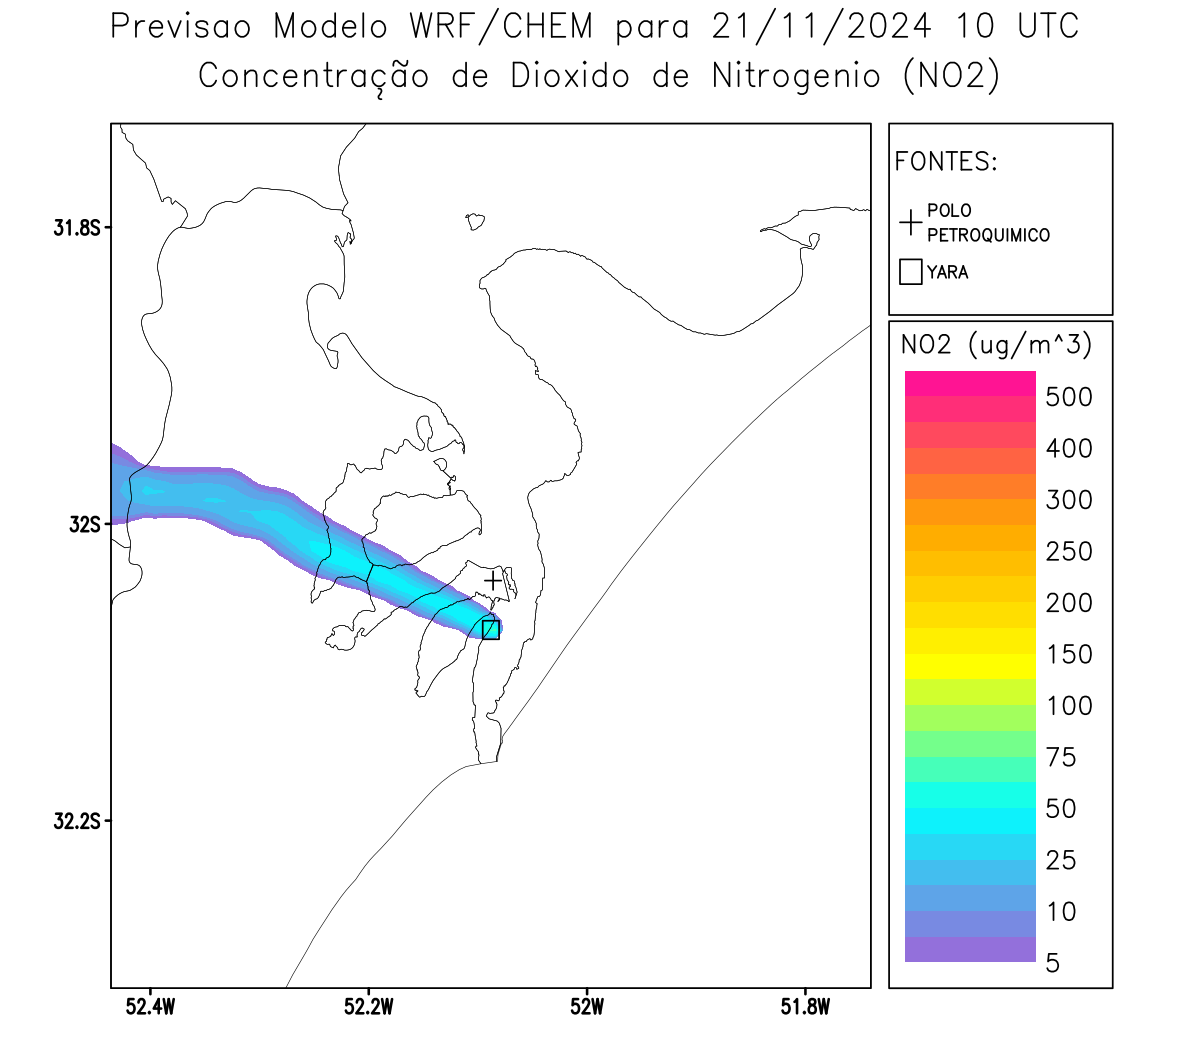 Previsao Modelo WRF/CHEM para 21/11/2024 10 UTC
Concentração de Dioxido de Nitrogenio (NO2)
FONTES:
POLO
PETROQUIMICO
YARA
NO2 (ug/m^3)
500
400
300
250
200
150
100
75
50
25
10
5
31.8S
32S
32.2S
52.4W
52.2W
52W
51.8W